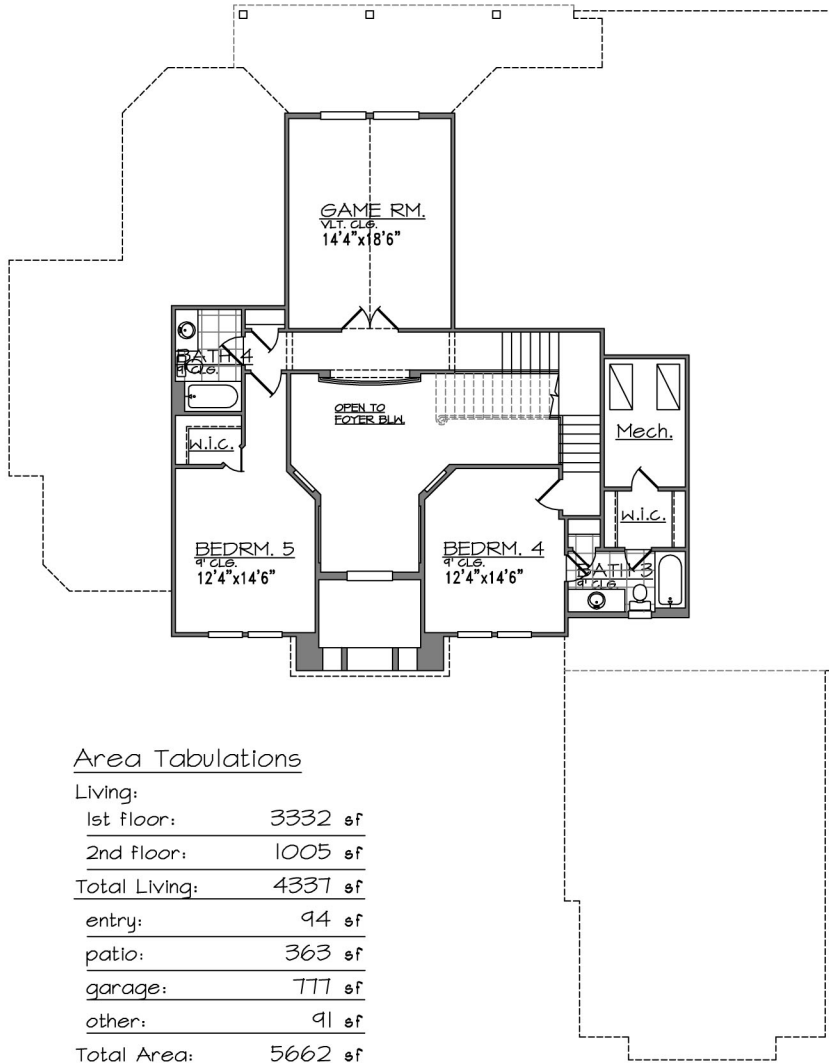 GAME RM.
VLT. CLG.
14'4"x18'6"
BATH 4
9' CLG.
OPEN TO
FOYER BLW.
W.I.C.
Mech.
W.I.C.
BEDRM. 5
9' CLG.
12'4"x14'6"
BEDRM. 4
9' CLG.
12'4"x14'6"
BATH 3
9' CLG.
Area Tabulations
Living:
1st floor: 3332 sf
2nd floor: 1005 sf
Total Living: 4337 sf
entry: 94 sf
patio: 363 sf
garage: 777 sf
other: 91 sf
Total Area: 5662 sf